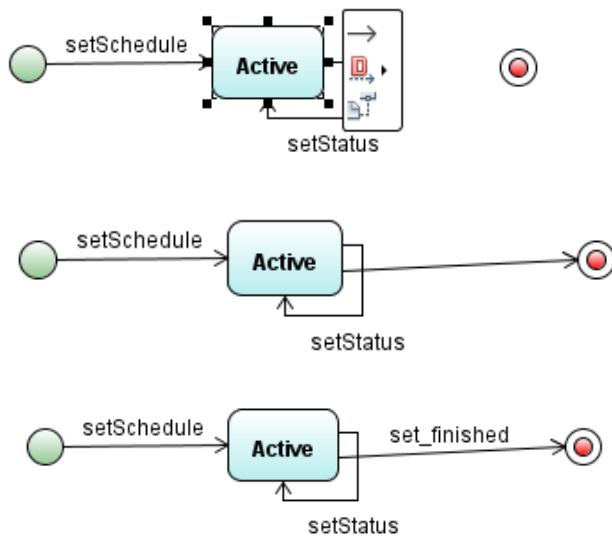 setSchedule
Active
setStatus
setSchedule
Active
setStatus
setSchedule
Active
set_finished
setStatus